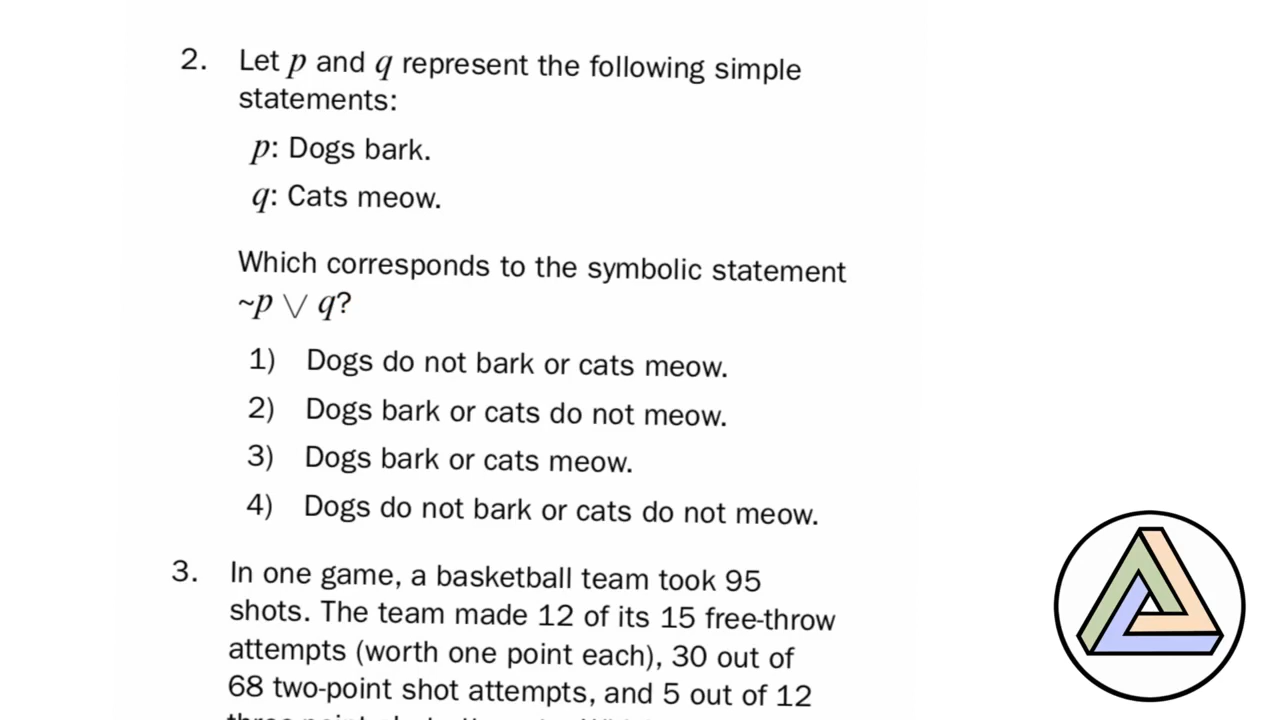 2. Let p and q represent the following simple
statements:
p: Dogs bark.
q: Cats meow.
Which corresponds to the symbolic statement
~p ∨ q?
1) Dogs do not bark or cats meow.
2) Dogs bark or cats do not meow.
3) Dogs bark or cats meow.
4) Dogs do not bark or cats do not meow.
3. In one game, a basketball team took 95
shots. The team made 12 of its 15 free-throw
attempts (worth one point each), 30 out of
68 two-point shot attempts, and 5 out of 12